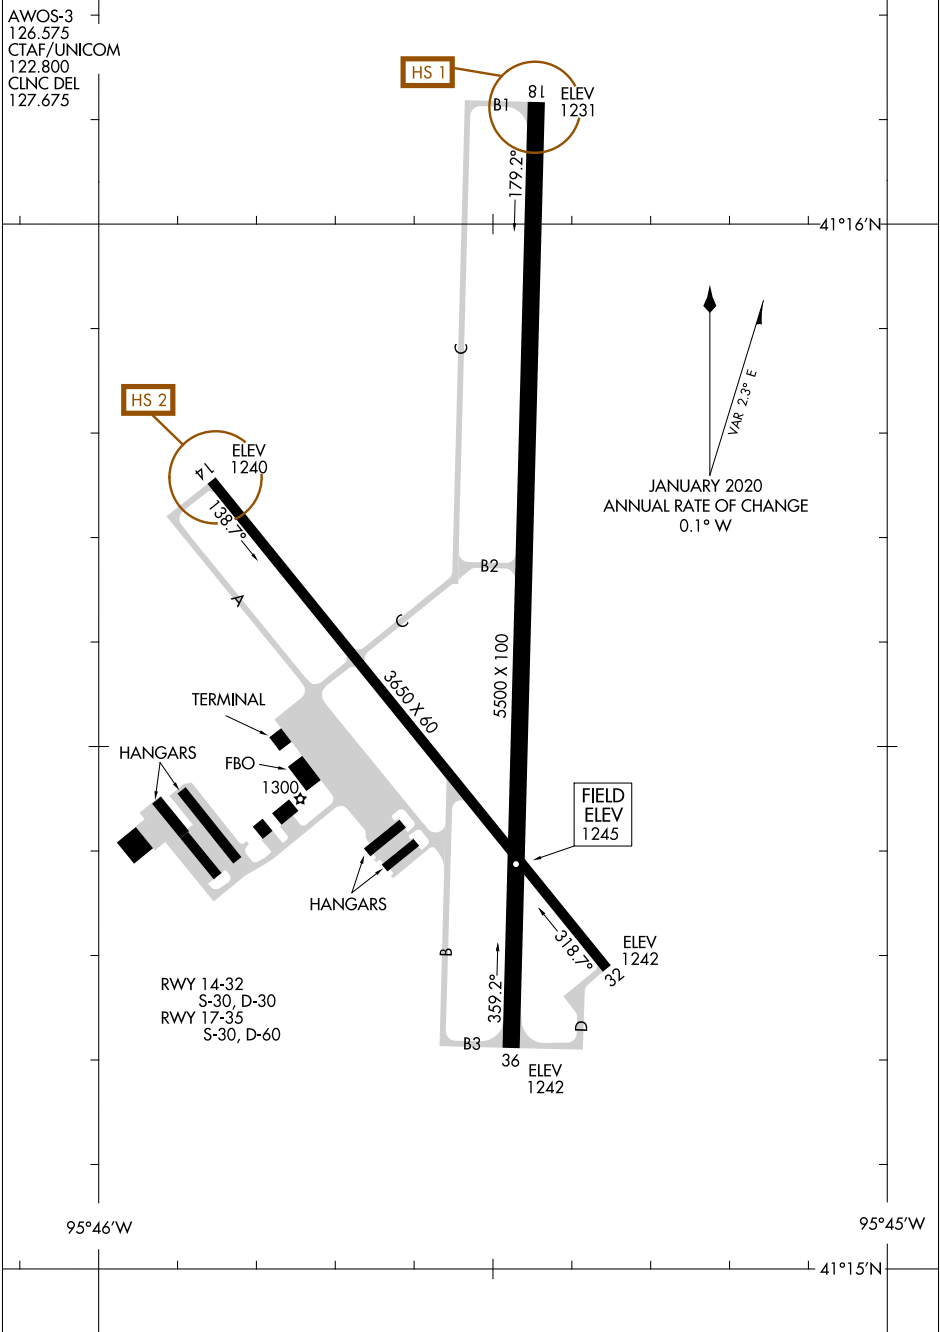 AWOS-3
126.575
CTAF/UNICOM
122.800
CLNC DEL
127.675
HS 1
18
ELEV
1231
B1
179.2°
41°16'N
C
VAR 2.3° E
HS 2
14
ELEV
1240
138.7°
JANUARY 2020
ANNUAL RATE OF CHANGE
0.1° W
B2
A
C
5500 X 100
3650 X 60
TERMINAL
HANGARS
FBO
1300
FIELD
ELEV
1245
HANGARS
B
318.7°
ELEV
1242
32
359.2°
RWY 14-32
S-30, D-30
RWY 17-35
S-30, D-60
D
B3
36
ELEV
1242
95°46'W
95°45'W
41°15'N